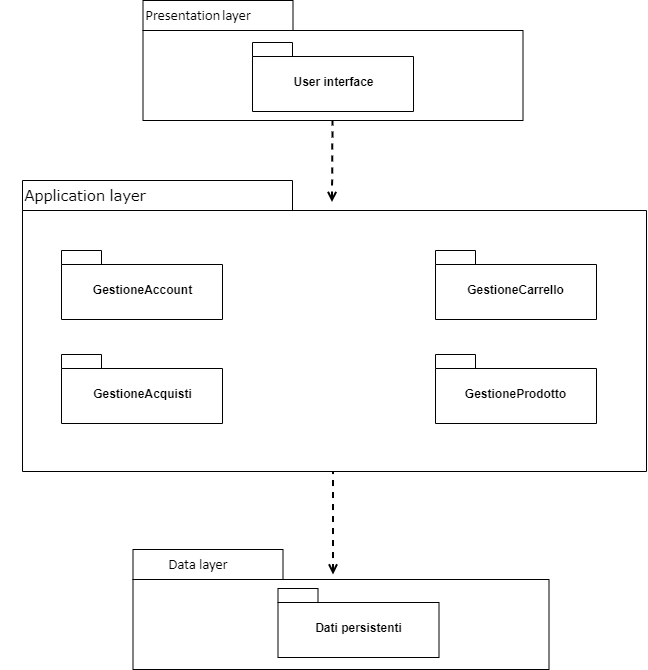 Presentation layer
User interface
Application layer
GestioneAccount
GestioneCarrello
GestioneAcquisti
GestioneProdotto
Data layer
Dati persistenti